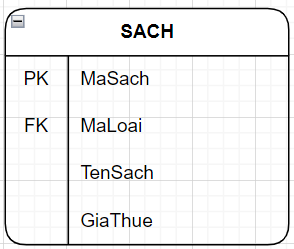 SACH
PK MaSach
FK MaLoai
TenSach
GiaThue